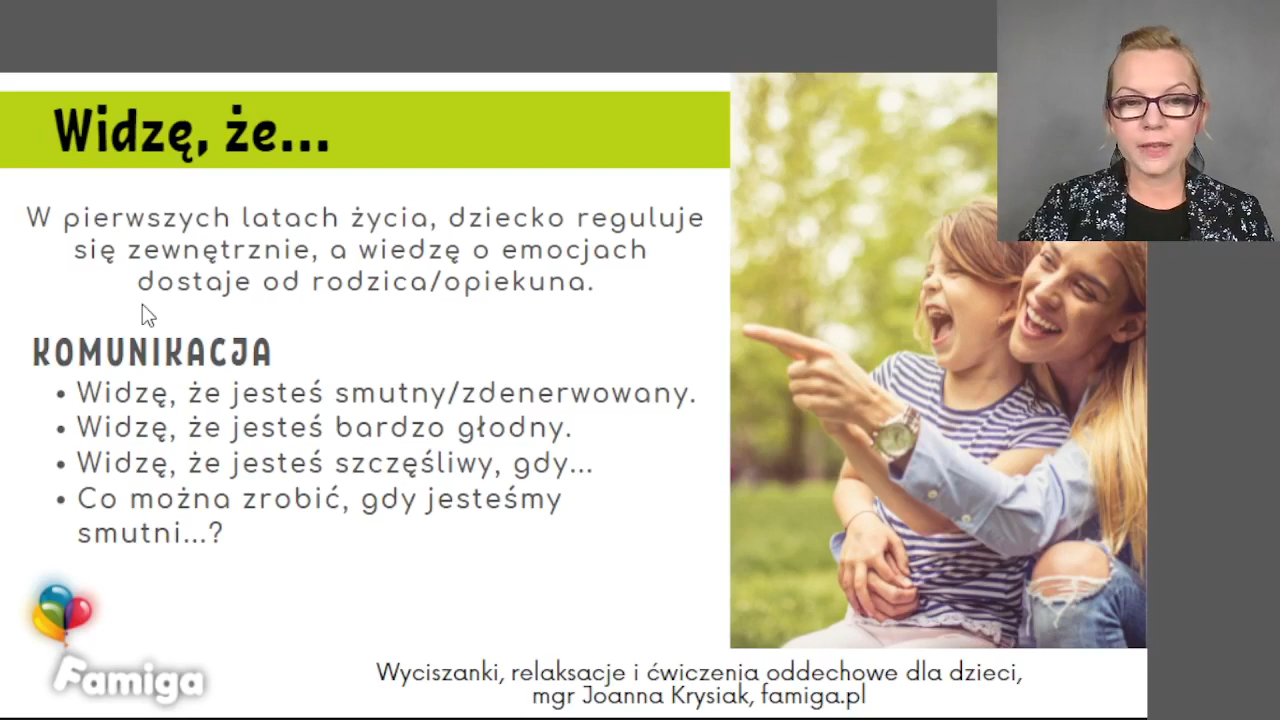 Widzę, że...
W pierwszych latach życia, dziecko reguluje
się zewnętrznie, a wiedzę o emocjach
dostaje od rodzica/opiekuna.
KOMUNIKACJA
• Widzę, że jesteś smutny/zdenerwowany.
• Widzę, że jesteś bardzo głodny.
• Widzę, że jesteś szczęśliwy, gdy...
• Co można zrobić, gdy jesteśmy
smutni...?
Famiga
Wyciszanki, relaksacje i ćwiczenia oddechowe dla dzieci,
mgr Joanna Krysiak, famiga.pl